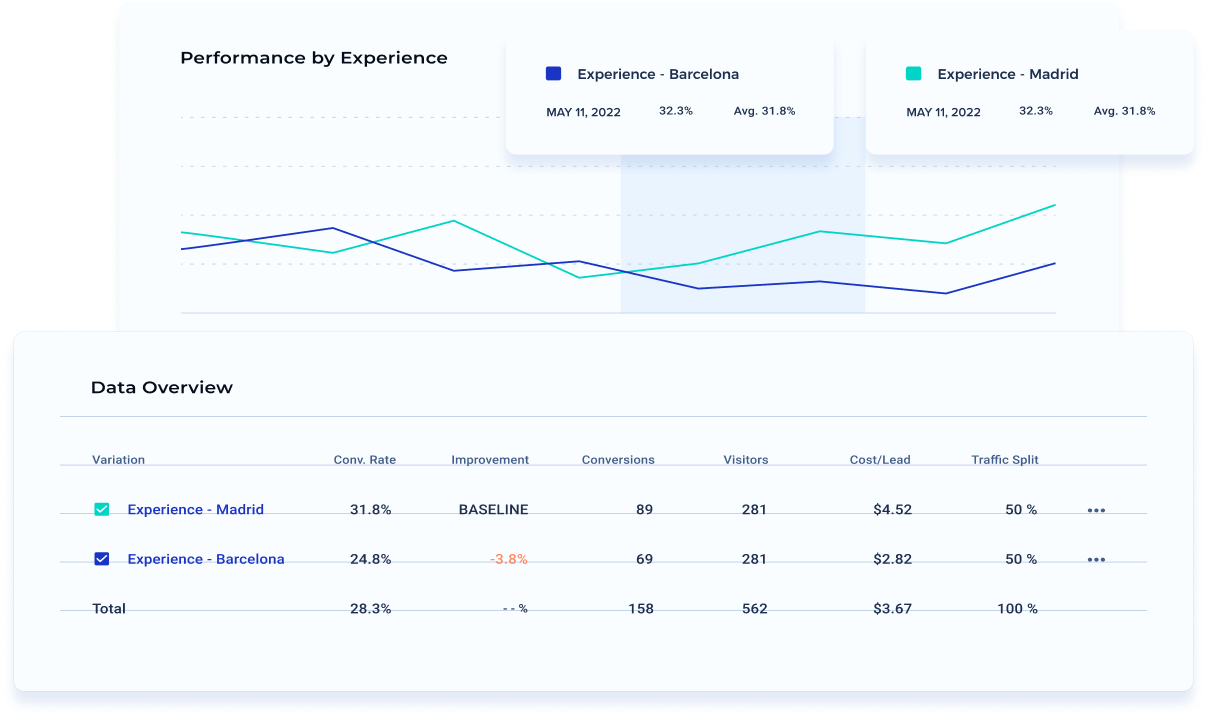 Performance by Experience
Experience - Barcelona
MAY 11, 2022 32.3% Avg. 31.8%
Experience - Madrid
MAY 11, 2022 32.3% Avg. 31.8%
Data Overview
Variation Conv. Rate Improvement Conversions Visitors Cost/Lead Traffic Split
Experience - Madrid 31.8% BASELINE 89 281 $4.52 50 %
Experience - Barcelona 24.8% -3.8% 69 281 $2.82 50 %
Total 28.3% - - % 158 562 $3.67 100 %